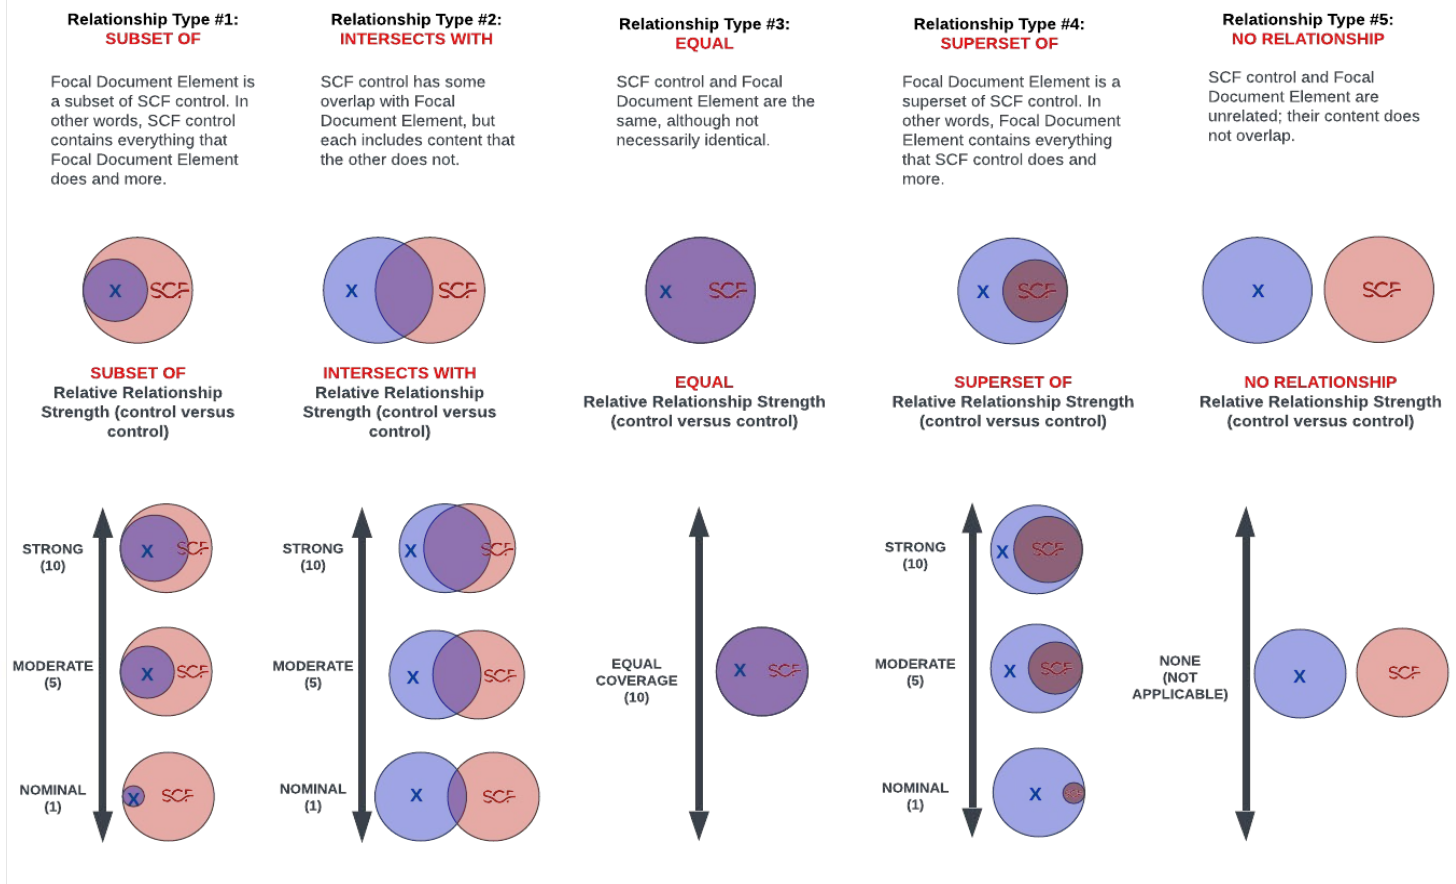 Relationship Type #1:
SUBSET OF
Focal Document Element is
a subset of SCF control. In
other words, SCF control
contains everything that
Focal Document Element
does and more.
X
SCF
SUBSET OF
Relative Relationship
Strength (control versus
control)
STRONG
(10)
X
SCF
MODERATE
(5)
X
SCF
NOMINAL
(1)
X
SCF
Relationship Type #2:
INTERSECTS WITH
SCF control has some
overlap with Focal
Document Element, but
each includes content that
the other does not.
X
SCF
INTERSECTS WITH
Relative Relationship
Strength (control versus
control)
STRONG
(10)
X
SCF
MODERATE
(5)
X
SCF
NOMINAL
(1)
X
SCF
Relationship Type #3:
EQUAL
SCF control and Focal
Document Element are the
same, although not
necessarily identical.
X
SCF
EQUAL
Relative Relationship Strength
(control versus control)
EQUAL
COVERAGE
(10)
X
SCF
Relationship Type #4:
SUPERSET OF
Focal Document Element is a
superset of SCF control. In
other words, Focal Document
Element contains everything
that SCF control does and
more.
X
SCF
SUPERSET OF
Relative Relationship Strength
(control versus control)
STRONG
(10)
X
SCF
MODERATE
(5)
X
SCF
NOMINAL
(1)
X
SCF
Relationship Type #5:
NO RELATIONSHIP
SCF control and Focal
Document Element are
unrelated; their content does
not overlap.
X
SCF
NO RELATIONSHIP
Relative Relationship Strength
(control versus control)
NONE
(NOT
APPLICABLE)
X
SCF